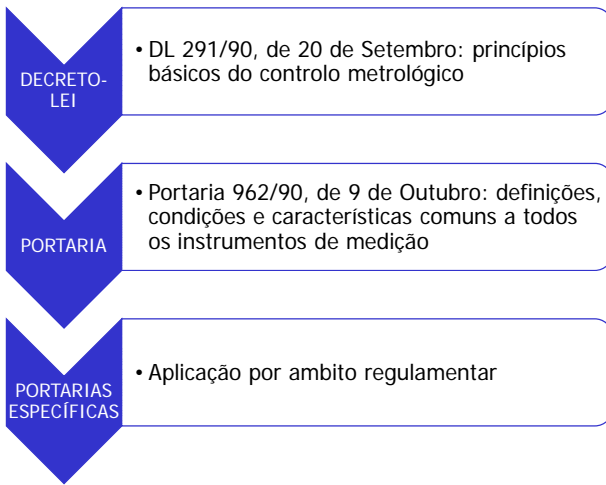 DECRETO-
LEI
• DL 291/90, de 20 de Setembro: princípios
básicos do controlo metrológico
PORTARIA
• Portaria 962/90, de 9 de Outubro: definições,
condições e características comuns a todos
os instrumentos de medição
PORTARIAS
ESPECÍFICAS
• Aplicação por ambito regulamentar